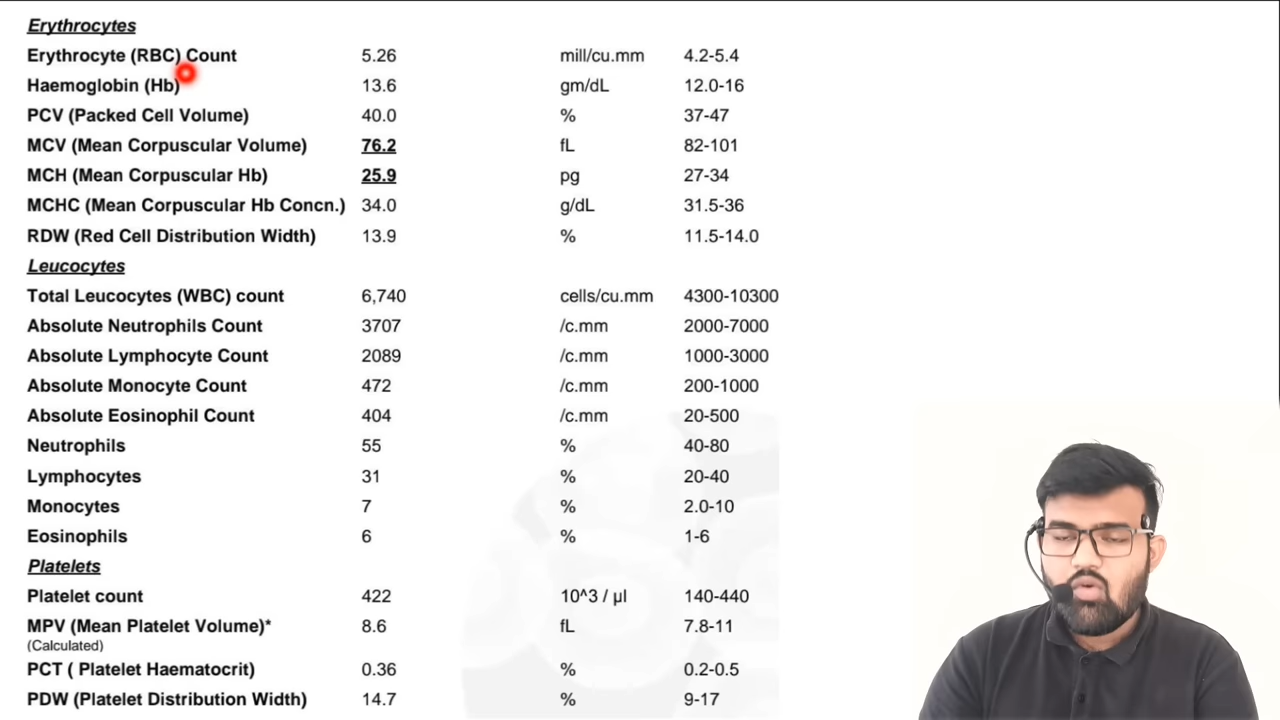 Erythrocytes
Erythrocyte (RBC) Count 5.26 mill/cu.mm 4.2-5.4
Haemoglobin (Hb) 13.6 gm/dL 12.0-16
PCV (Packed Cell Volume) 40.0 % 37-47
MCV (Mean Corpuscular Volume) 76.2 fL 82-101
MCH (Mean Corpuscular Hb) 25.9 pg 27-34
MCHC (Mean Corpuscular Hb Concn.) 34.0 g/dL 31.5-36
RDW (Red Cell Distribution Width) 13.9 % 11.5-14.0
Leucocytes
Total Leucocytes (WBC) count 6,740 cells/cu.mm 4300-10300
Absolute Neutrophils Count 3707 /c.mm 2000-7000
Absolute Lymphocyte Count 2089 /c.mm 1000-3000
Absolute Monocyte Count 472 /c.mm 200-1000
Absolute Eosinophil Count 404 /c.mm 20-500
Neutrophils 55 % 40-80
Lymphocytes 31 % 20-40
Monocytes 7 % 2.0-10
Eosinophils 6 % 1-6
Platelets
Platelet count 422 10^3 / µl 140-440
MPV (Mean Platelet Volume)* 8.6 fL 7.8-11
(Calculated)
PCT ( Platelet Haematocrit) 0.36 % 0.2-0.5
PDW (Platelet Distribution Width) 14.7 % 9-17